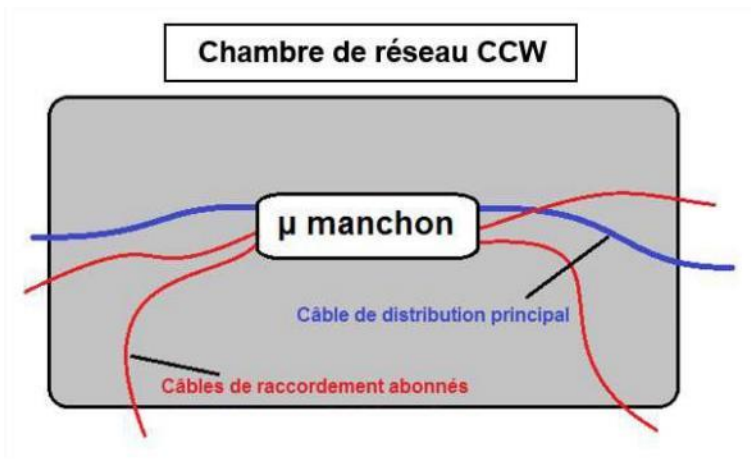 Chambre de réseau CCW
µ manchon
Câble de distribution principal
Câbles de raccordement abonnés